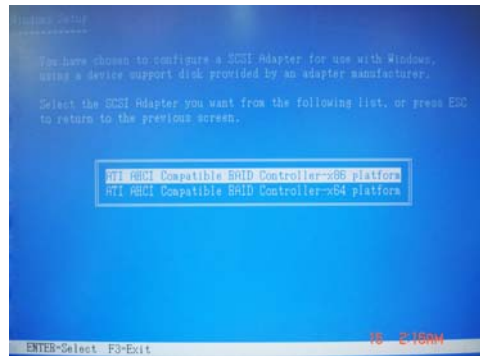 Windows Setup
You have chosen to configure a SCSI Adapter for use with Windows,
using a device support disk provided by an adapter manufacturer.
Select the SCSI Adapter you want from the following list, or press ESC
to return to the previous screen.
ATI AHCI Compatible RAID Controller-x86 platform
ATI AHCI Compatible RAID Controller-x64 platform
ENTER=Select F3=Exit
15 2:16AM